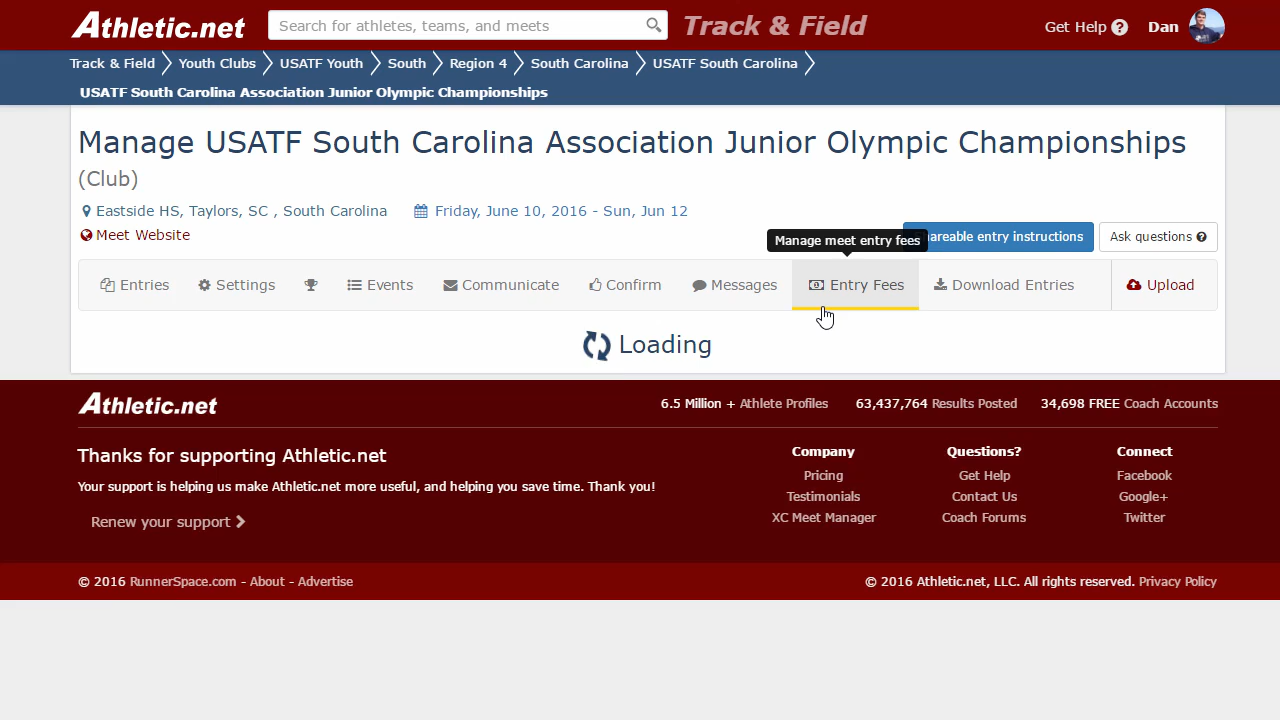 Athletic.net Search for athletes, teams, and meets Track & Field Get Help Dan
Track & Field Youth Clubs USATF Youth South Region 4 South Carolina USATF South Carolina
USATF South Carolina Association Junior Olympic Championships
Manage USATF South Carolina Association Junior Olympic Championships
(Club)
Eastside HS, Taylors, SC , South Carolina Friday, June 10, 2016 - Sun, Jun 12
Meet Website Manage meet entry fees entry instructions Ask questions
Entries Settings Events Communicate Confirm Messages Entry Fees Download Entries Upload
Loading
Athletic.net 6.5 Million + Athlete Profiles 63,437,764 Results Posted 34,698 FREE Coach Accounts
Thanks for supporting Athletic.net Company Questions? Connect
Your support is helping us make Athletic.net more useful, and helping you save time. Thank you! Pricing Get Help Facebook
Testimonials Contact Us Google+
Renew your support XC Meet Manager Coach Forums Twitter
© 2016 RunnerSpace.com - About - Advertise © 2016 Athletic.net, LLC. All rights reserved. Privacy Policy